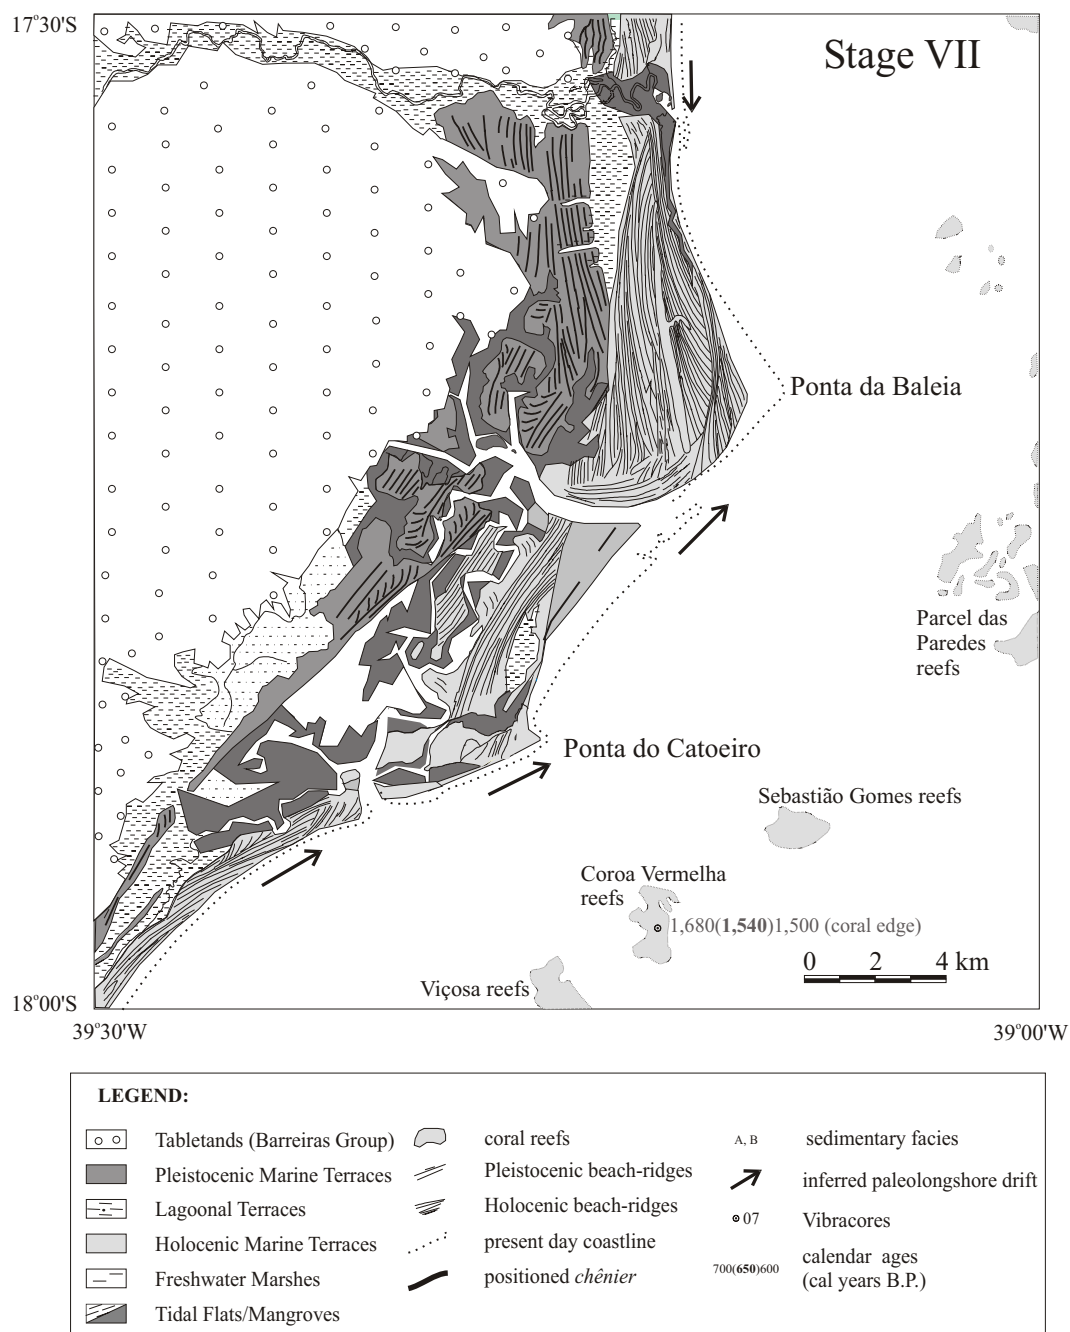 17°30'S
Stage VII
Ponta da Baleia
Parcel das
Paredes
reefs
Ponta do Catoeiro
Sebastião Gomes reefs
Coroa Vermelha
reefs
1,680(1,540)1,500 (coral edge)
0 2 4 km
Viçosa reefs
18°00'S
39°30'W
39°00'W
LEGEND:
Tabletands (Barreiras Group)
Pleistocenic Marine Terraces
Lagoonal Terraces
Holocenic Marine Terraces
Freshwater Marshes
Tidal Flats/Mangroves
coral reefs
Pleistocenic beach-ridges
Holocenic beach-ridges
present day coastline
positioned chênier
A, B sedimentary facies
inferred paleolongshore drift
07 Vibracores
700(650)600 calendar ages
(cal years B.P.)